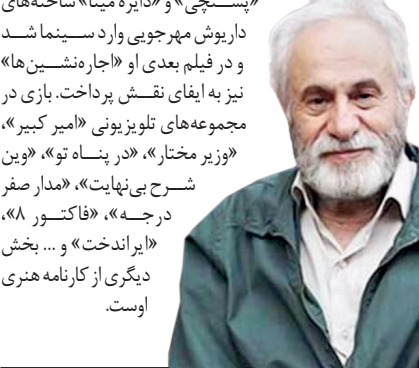 «پستچی» و «دایره مینا» ساخته‌های
داریوش مهرجویی وارد سینما شد
و در فیلم بعدی او «اجاره‌نشین‌ها»
نیز به ایفای نقش پرداخت. بازی در
مجموعه‌های تلویزیونی «امیر کبیر»،
«وزیر مختار»، «در پناه تو»، «وین
شرح بی‌نهایت»، «مدار صفر
درجه»، «فاکتور ۸»،
«ایراندخت» و ... بخش
دیگری از کارنامه هنری
اوست.